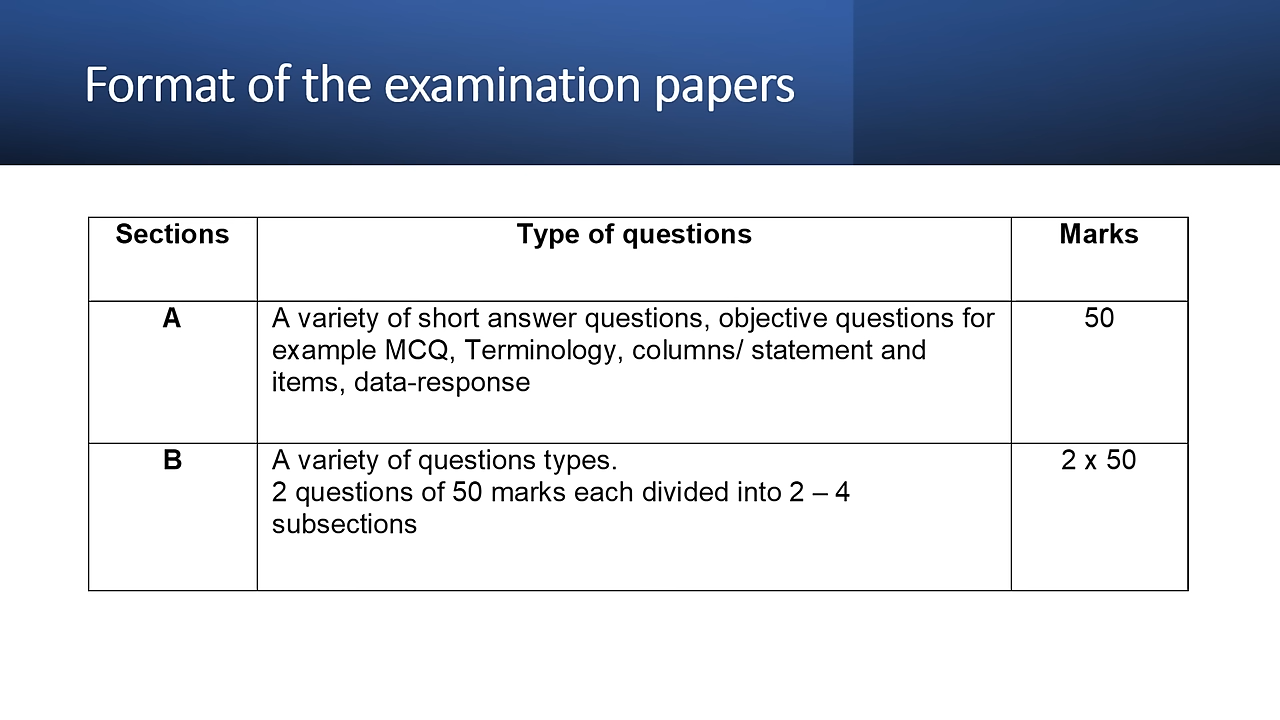 Format of the examination papers
Sections Type of questions Marks
A A variety of short answer questions, objective questions for 50
example MCQ, Terminology, columns/ statement and
items, data-response
B A variety of questions types. 2 x 50
2 questions of 50 marks each divided into 2 – 4
subsections